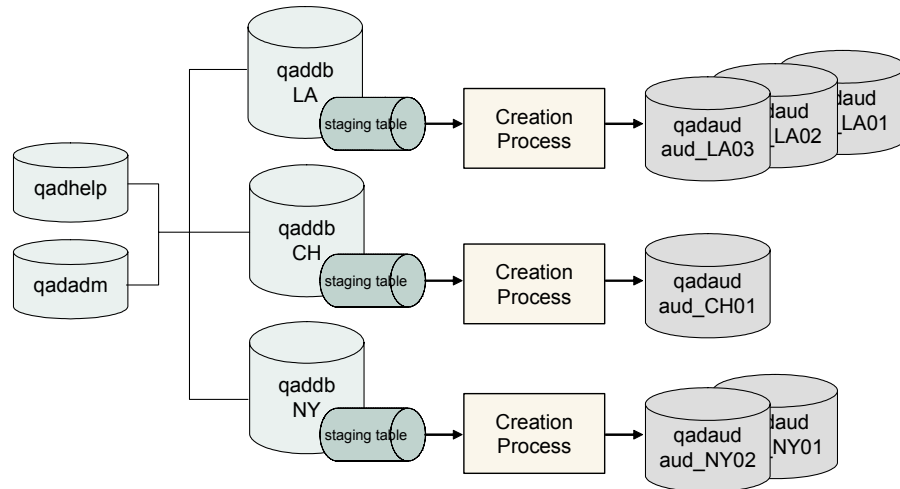 qaddb
LA
staging table
Creation
Process
qadaud
aud_LA03
daud
_LA02
daud
_LA01
qadhelp
qadadm
qaddb
CH
staging table
Creation
Process
qadaud
aud_CH01
qaddb
NY
staging table
Creation
Process
qadaud
aud_NY02
daud
_NY01